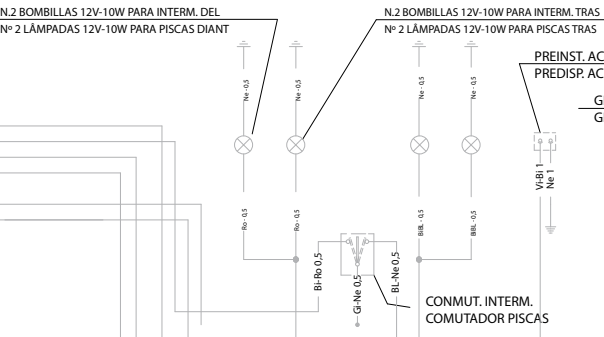 N.2 BOMBILLAS 12V-10W PARA INTERM. DEL
Nº 2 LÂMPADAS 12V-10W PARA PISCAS DIANT
N.2 BOMBILLAS 12V-10W PARA INTERM. TRAS
Nº 2 LÂMPADAS 12V-10W PARA PISCAS TRAS
PREINST. AC
PREDISP. AC
Ne - 0,5
Ne - 0,5
Ne - 0,5
Ne - 0,5
Vi-Bi 1
Ne 1
Ro - 0,5
Ro - 0,5
BiBL - 0,5
BiBL - 0,5
Bi-Ro 0,5
Gi-Ne 0,5
BL-Ne 0,5
CONMUT. INTERM.
COMUTADOR PISCAS